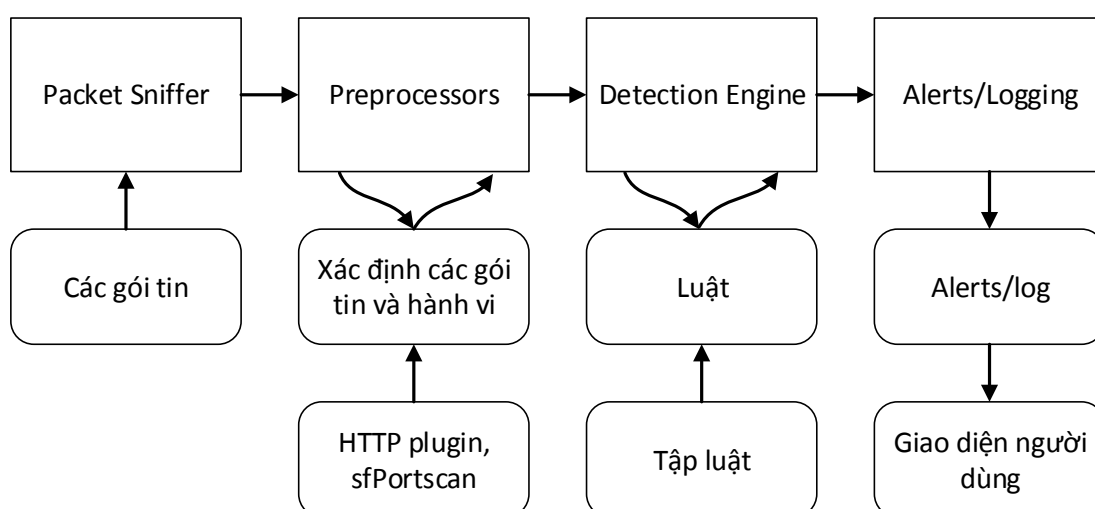 Packet Sniffer
Preprocessors
Detection Engine
Alerts/Logging
Các gói tin
Xác định các gói
tin và hành vi
Luật
Alerts/log
HTTP plugin,
sfPortscan
Tập luật
Giao diện người
dùng